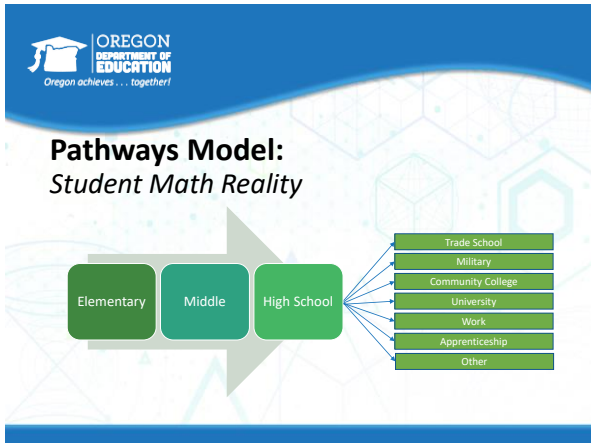 OREGON
DEPARTMENT OF
EDUCATION
Oregon achieves . . . together!
Pathways Model:
Student Math Reality
Elementary
Middle
High School
Trade School
Military
Community College
University
Work
Apprenticeship
Other